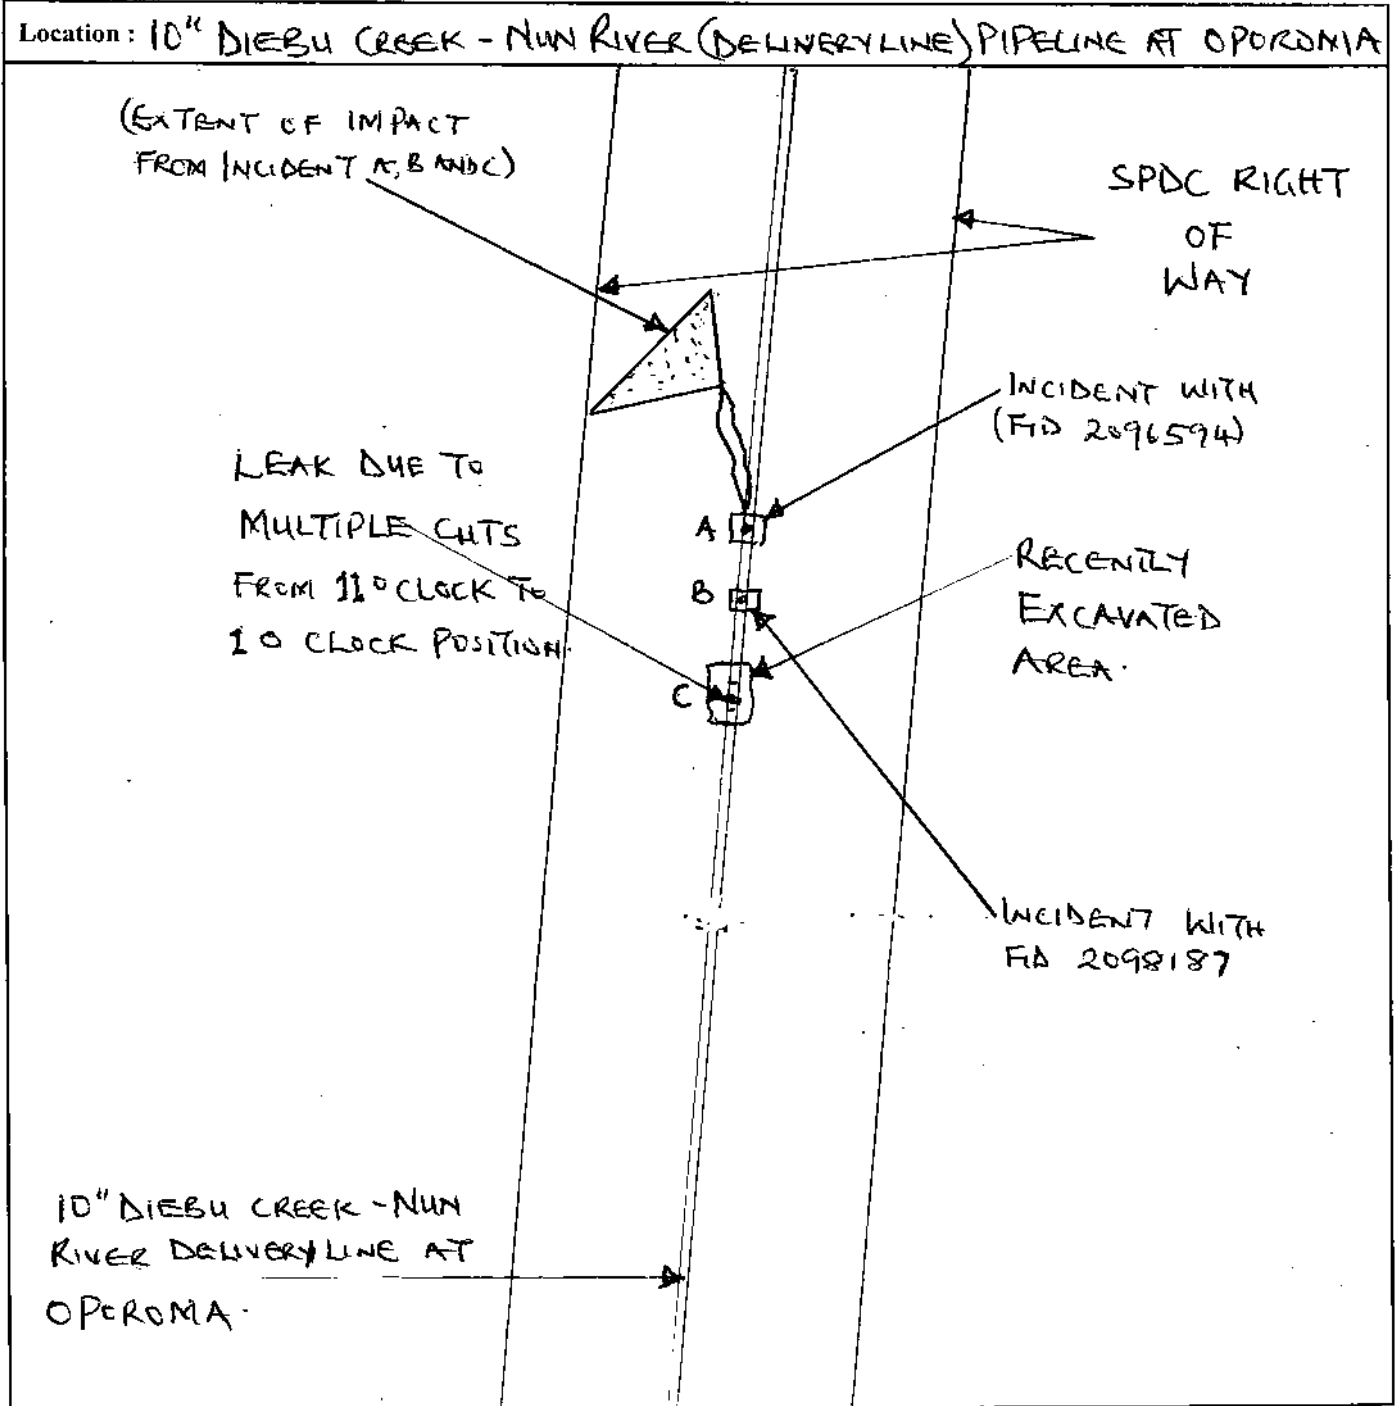 Location : 10" DIEBU CREEK - NUN RIVER (DELIVERYLINE) PIPELINE AT OPOROMIA
(EXTENT OF IMPACT
FROM INCIDENT A, B AND C)
SPDC RIGHT
OF
WAY
INCIDENT WITH
(FID 2096594)
LEAK DUE TO
MULTIPLE CUTS
FROM 11 O CLOCK TO
1 O CLOCK POSITION.
A
B
C
RECENTLY
EXCAVATED
AREA.
INCIDENT WITH
FID 2098187
10" DIEBU CREEK - NUN
RIVER DELIVERYLINE AT
OPOROMA.